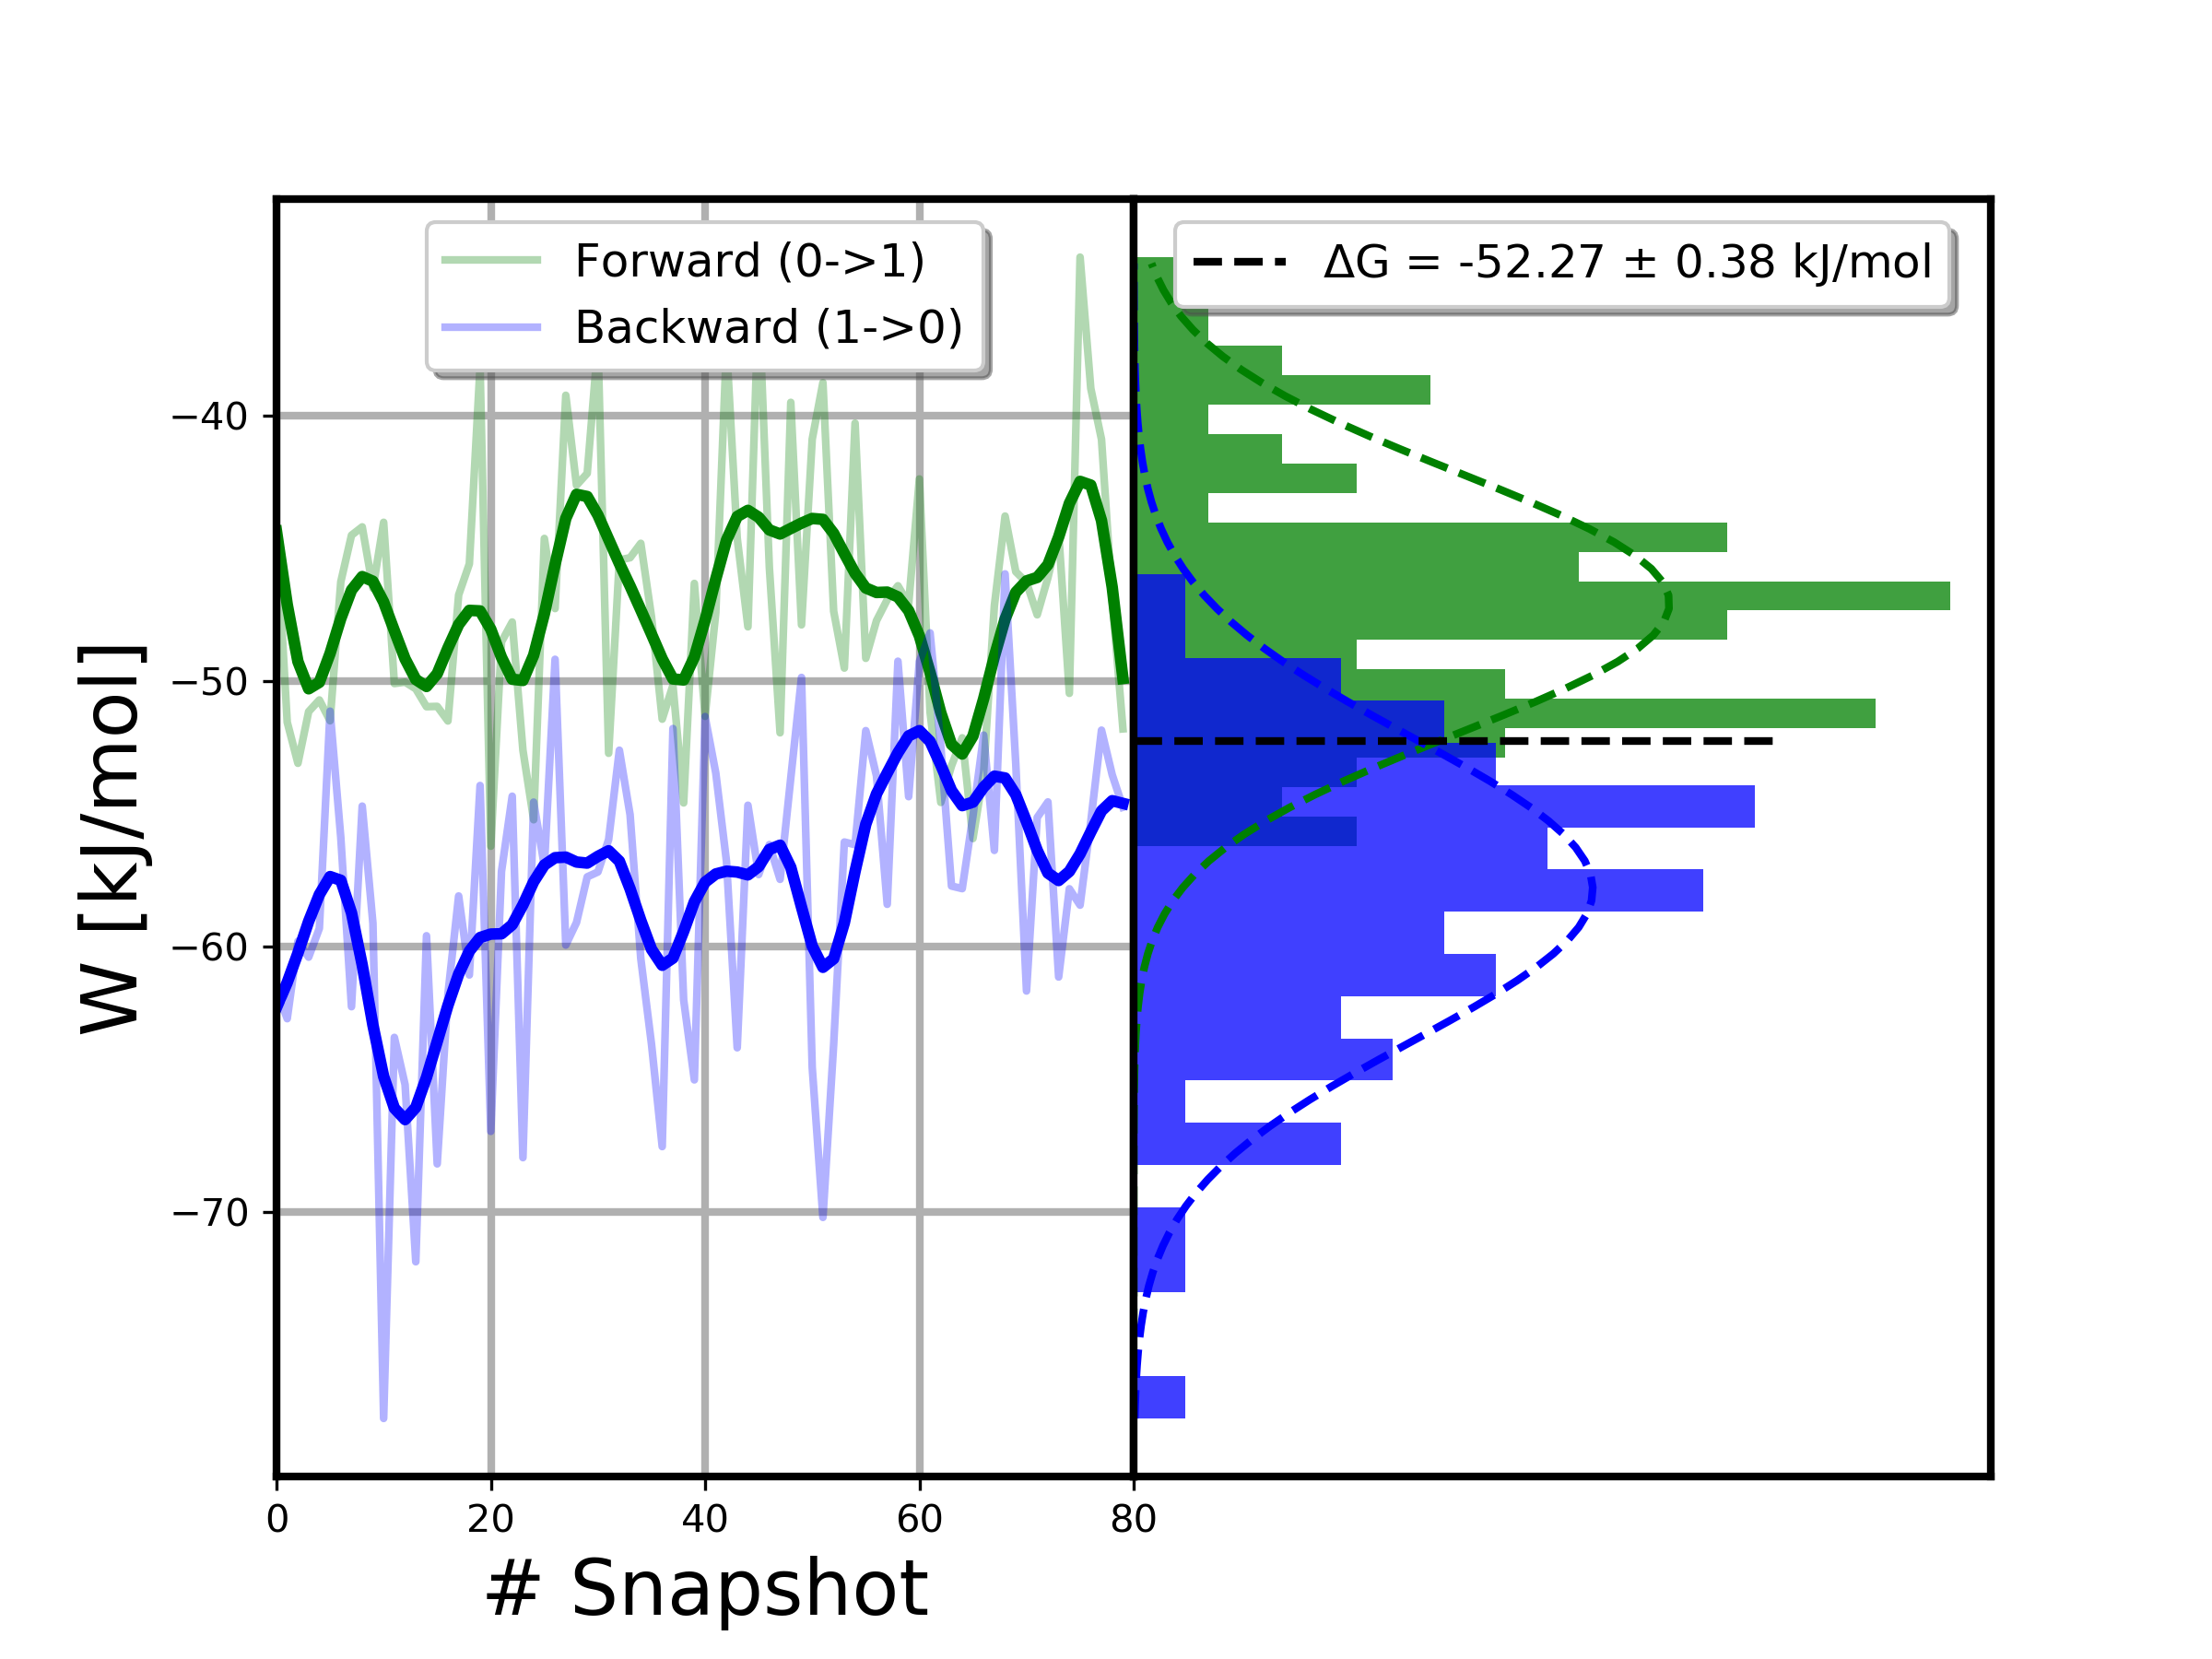 Forward (0->1)
Backward (1->0)
ΔG = -52.27 ± 0.38 kJ/mol
W [kJ/mol]
−40
−50
−60
−70
0 20 40 60 80
# Snapshot